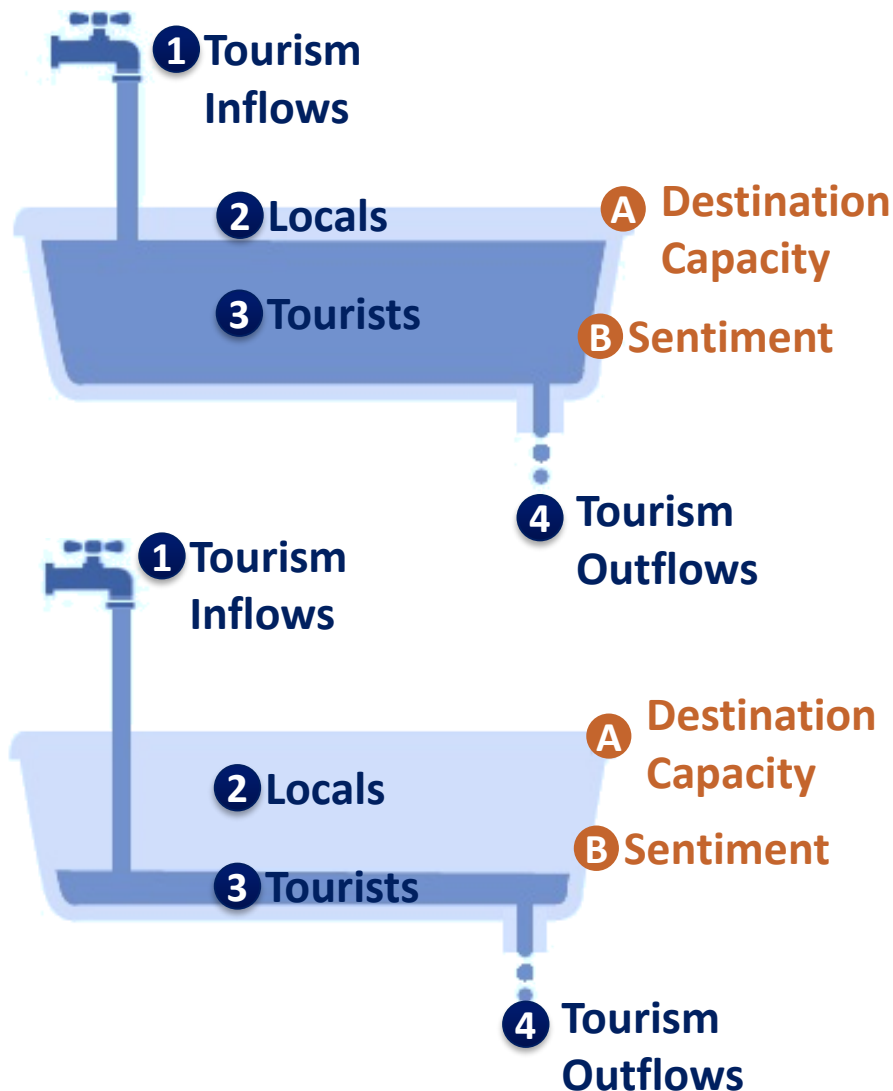 1 Tourism
Inflows
2 Locals
A Destination
Capacity
3 Tourists
B Sentiment
4 Tourism
Outflows
1 Tourism
Inflows
A Destination
Capacity
2 Locals
B Sentiment
3 Tourists
4 Tourism
Outflows